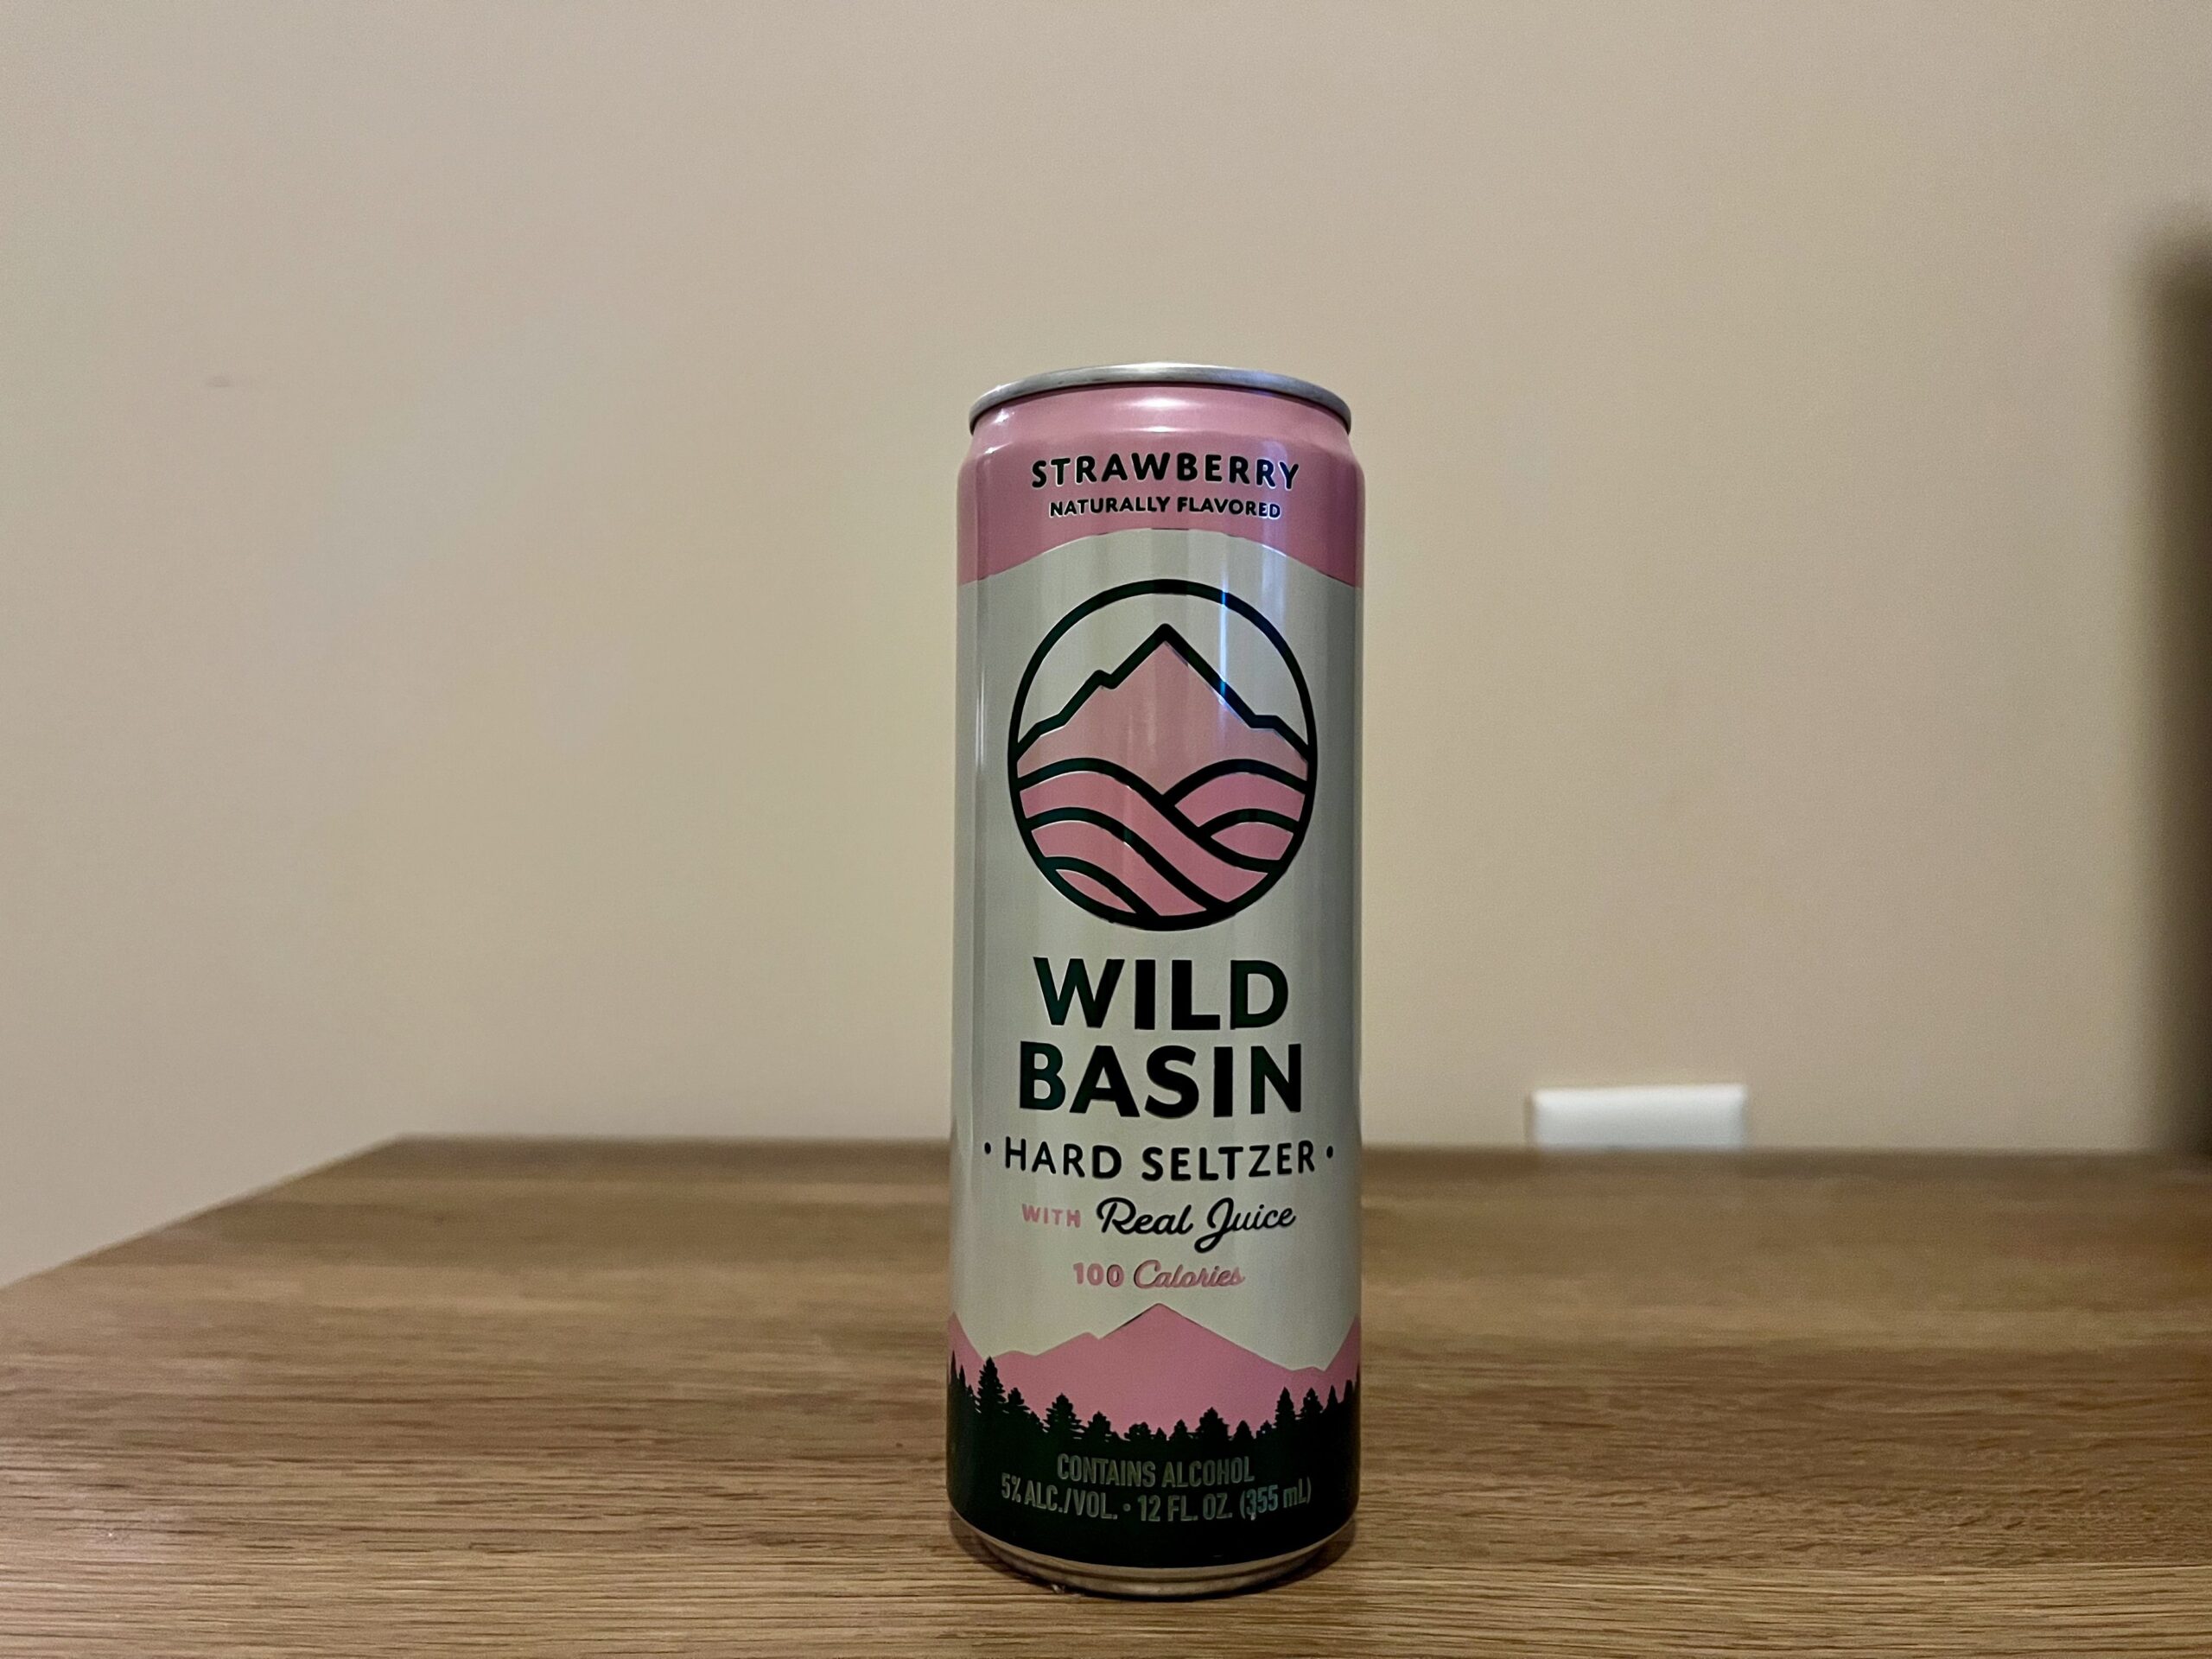 STRAWBERRY
NATURALLY FLAVORED
WILD
BASIN
• HARD SELTZER •
WITH Real Juice
100 Calories
CONTAINS ALCOHOL
5% ALC./VOL. • 12 FL. OZ. (355 mL)